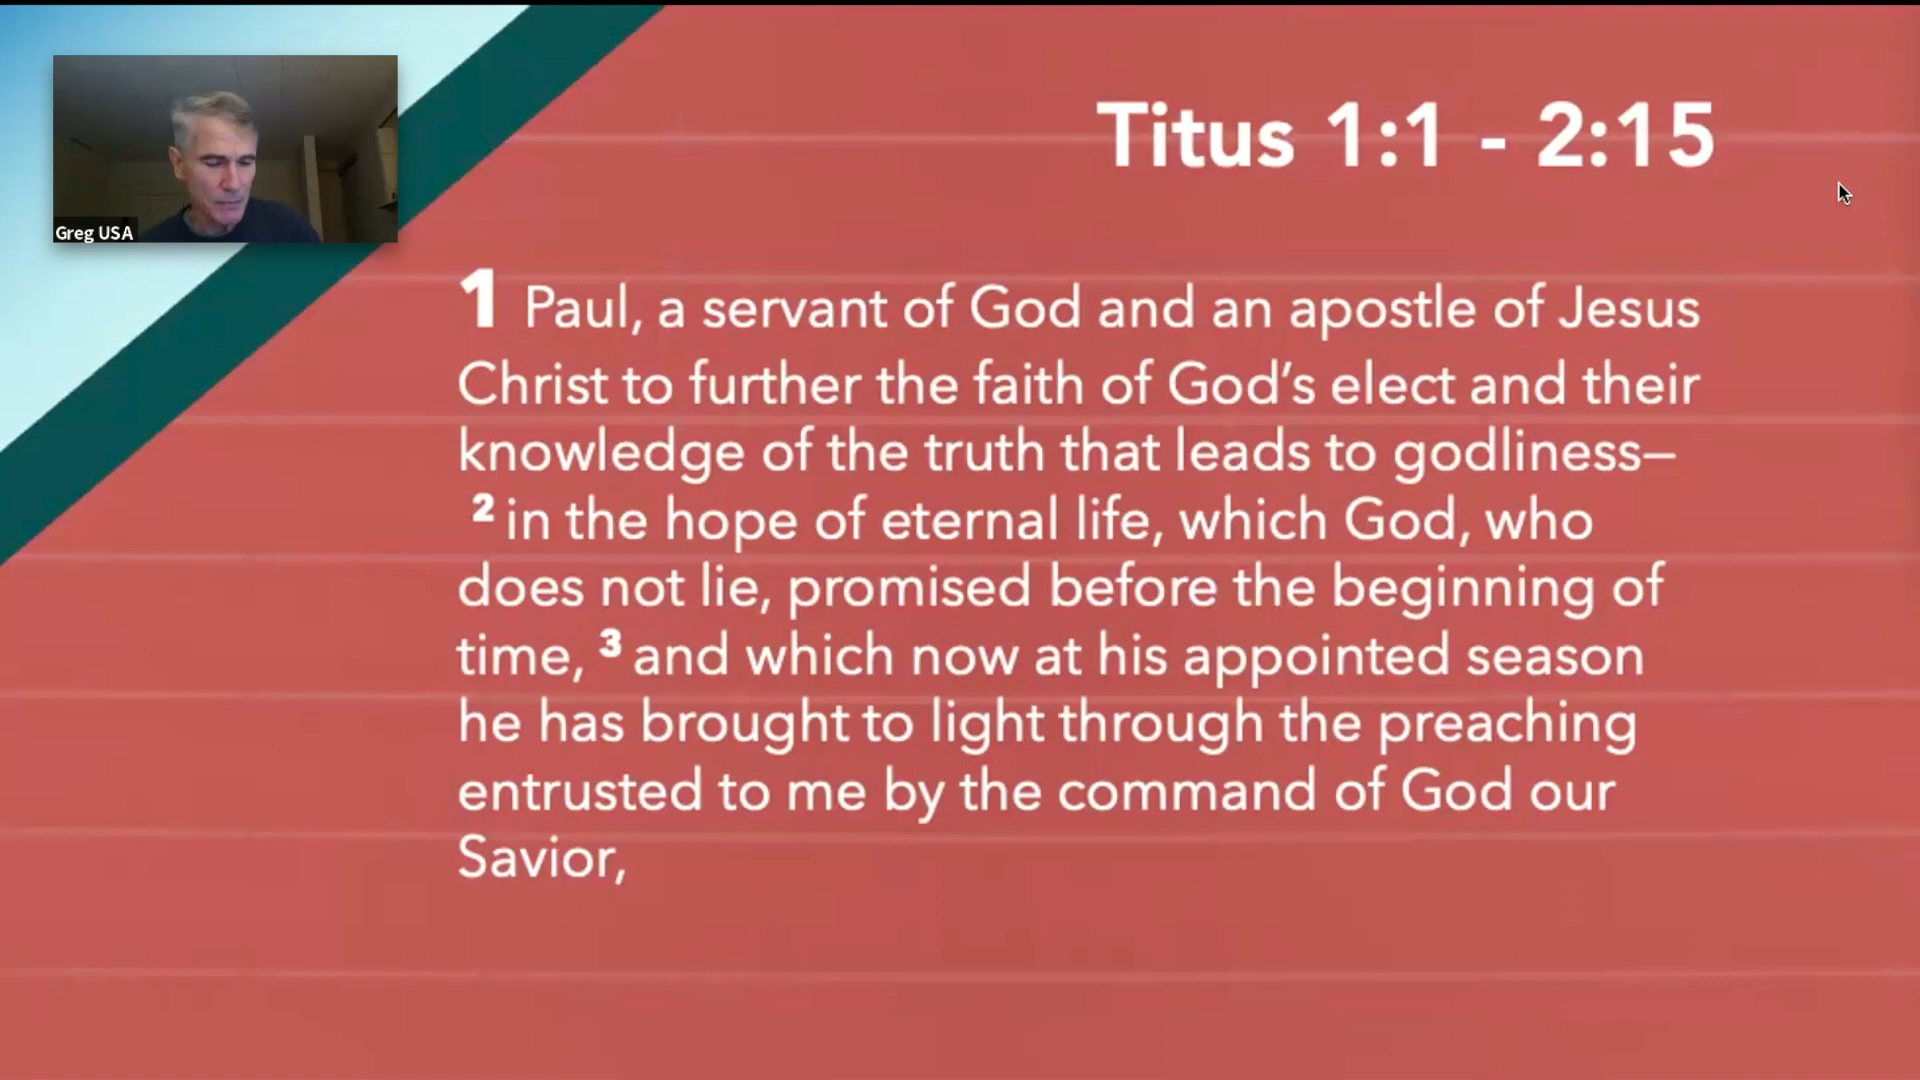 Titus 1:1 - 2:15
Greg USA
1 Paul, a servant of God and an apostle of Jesus
Christ to further the faith of God’s elect and their
knowledge of the truth that leads to godliness—
2 in the hope of eternal life, which God, who
does not lie, promised before the beginning of
time, 3 and which now at his appointed season
he has brought to light through the preaching
entrusted to me by the command of God our
Savior,